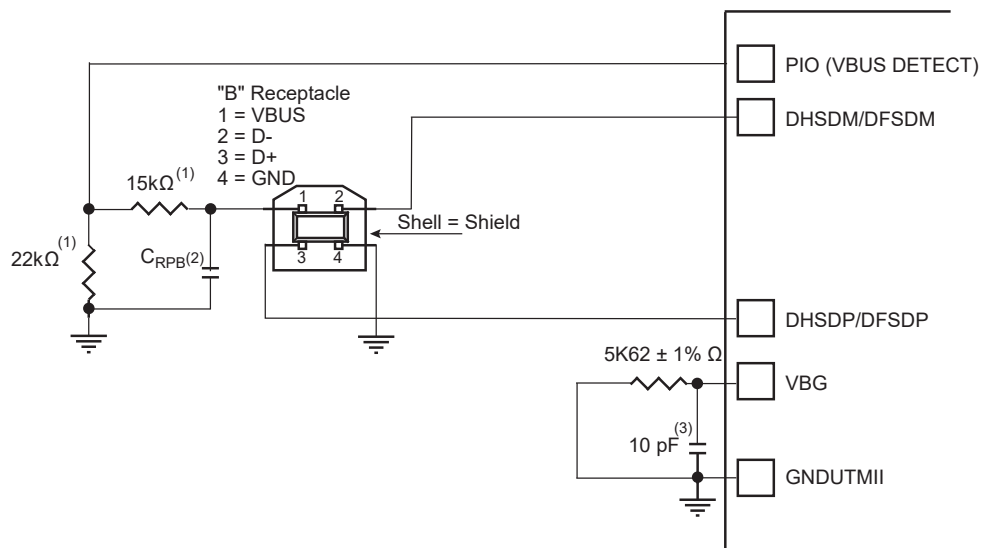 PIO (VBUS DETECT)
"B" Receptacle
1 = VBUS
2 = D-
3 = D+
4 = GND
DHSDM/DFSDM
15kΩ(1)
1 2
Shell = Shield
22kΩ(1)
CRPB(2)
3 4
DHSDP/DFSDP
5K62 ± 1% Ω
VBG
10 pF(3)
GNDUTMII